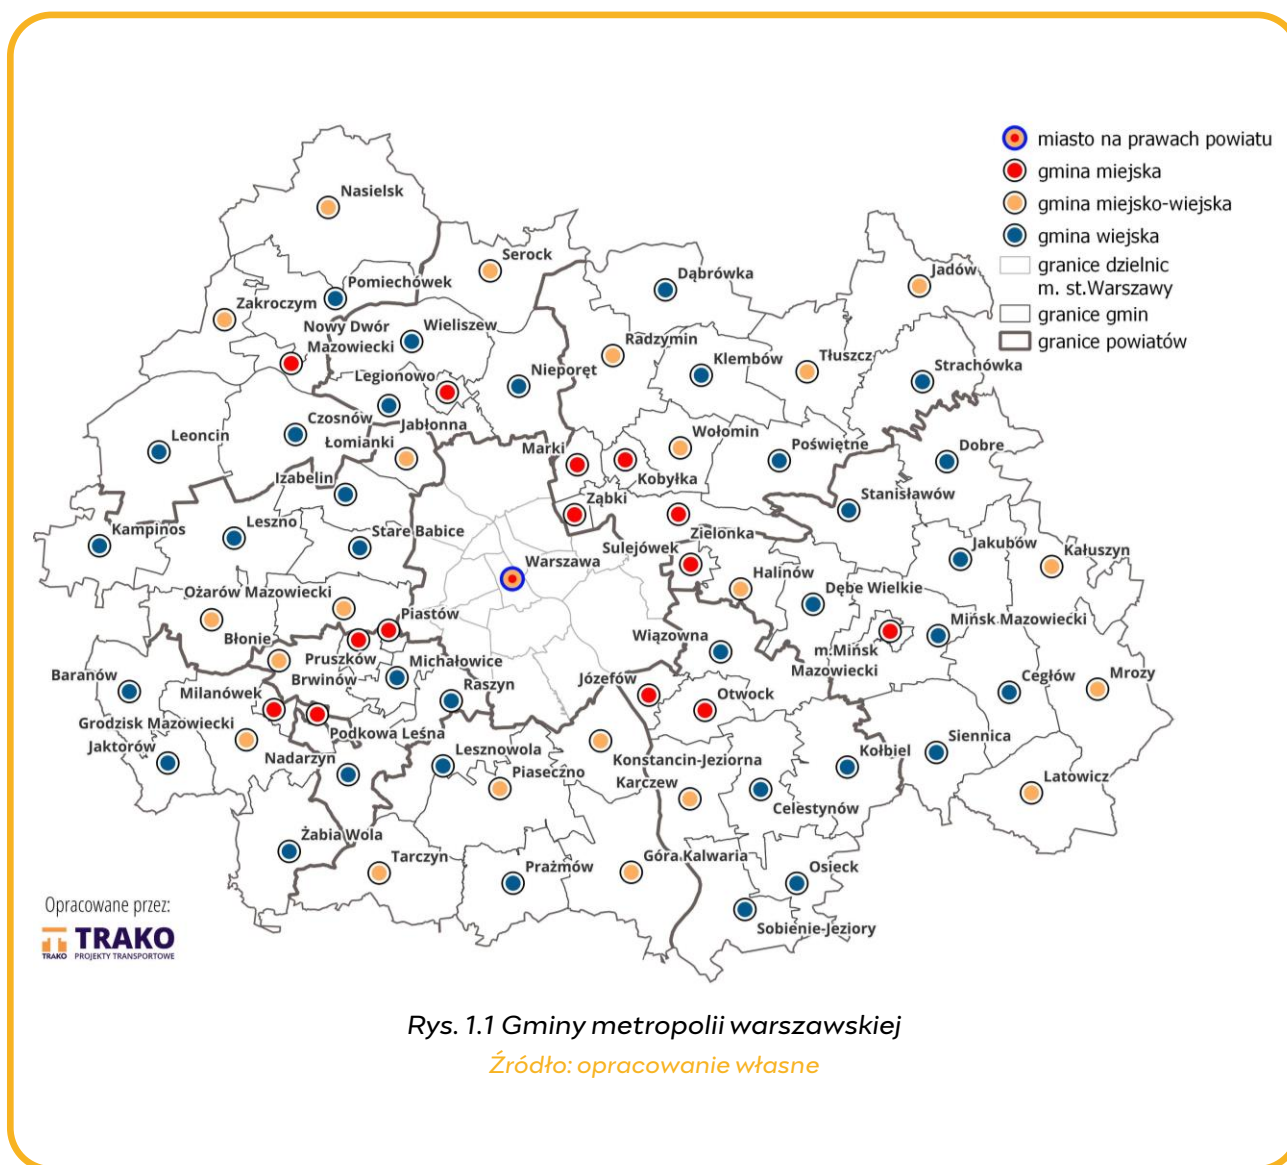 miasto na prawach powiatu
gmina miejska
gmina miejsko-wiejska
gmina wiejska
granice dzielnic
m. st.Warszawy
granice gmin
granice powiatów
Nasielsk
Serock
Dąbrówka
Jadów
Pomiechówek
Zakroczym
Nowy Dwór
Mazowiecki
Wieliszew
Radzymin
Klembów
Tłuszcz
Strachówka
Legionowo
Nieporęt
Jabłonna
Czosnów
Leoncin
Łomianki
Marki
Kobyłka
Wołomin
Poświętne
Dobre
Izabelin
Ząbki
Zielonka
Stanisławów
Kampinos
Leszno
Stare Babice
Warszawa
Sulejówek
Halinów
Dębe Wielkie
Jakubów
Kałuszyn
Ożarów Mazowiecki
Błonie
Piastów
Pruszków
Michałowice
Wiązowna
m.Mińsk
Mazowiecki
Mińsk Mazowiecki
Baranów
Brwinów
Milanówek
Raszyn
Józefów
Otwock
Cegłów
Mrozy
Grodzisk Mazowiecki
Podkowa Leśna
Jaktorów
Nadarzyn
Lesznowola
Piaseczno
Konstancin-Jeziorna
Karczew
Celestynów
Kołbiel
Siennica
Latowicz
Żabia Wola
Tarczyn
Prażmów
Góra Kalwaria
Osieck
Sobienie-Jeziory
Opracowane przez:
TRAKO
TRAKO PROJEKTY TRANSPORTOWE
Rys. 1.1 Gminy metropolii warszawskiej
Źródło: opracowanie własne